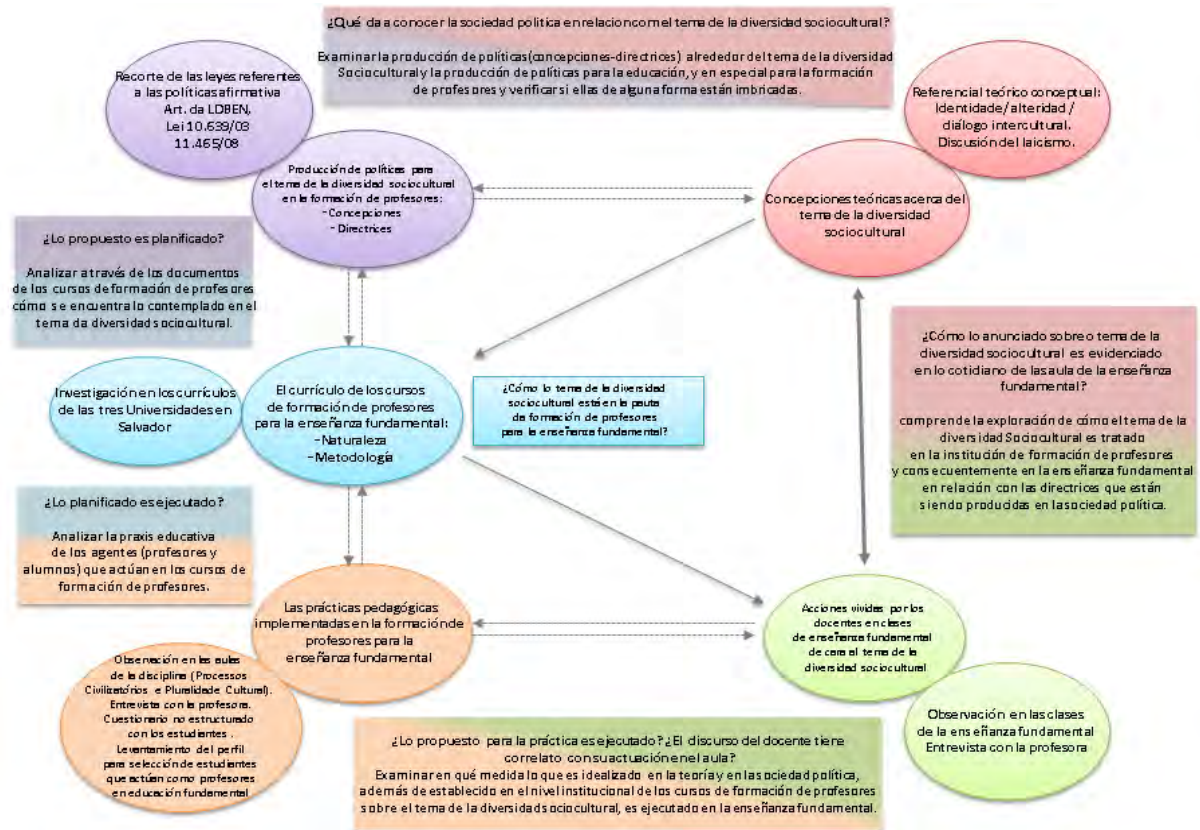 ¿Qué da a conocer la sociedad politica en relacion com el tema de la diversidad sociocultural?
Examinar la producción de políticas(concepciones-directrices) alrededor del tema de la diversidad
Sociocultural y la producción de políticas para la educación, y en especial para la formación
de profesores y verificar si ellas de alguna forma están imbricadas.
Recorte de las leyes referentes
a las políticas afirmativa
Art. da LDBEN,
Lei 10.639/03
11.465/08
Referencial teórico conceptual:
Identidade/ alteridad /
diálogo intercultural.
Discusión del laicismo.
Producción de políticas para
el tema de la diversidad sociocultural
en la formación de profesores:
- Concepciones
- Directrices
Concepciones teóricas acerca del
tema de la diversidad
sociocultural
¿Lo propuesto es planificado?
Analizar a través de los documentos
de los cursos de formación de profesores
cómo se encuentra lo contemplado en el
tema da diversidad sociocultural.
¿Cómo lo anunciado sobre o tema de la
diversidad sociocultural es evidenciado
en lo cotidiano de las aula de la enseñanza
fundamental?
comprende la exploración de cómo el tema de la
diversidad Sociocultural es tratado
en la institución de formación de profesores
y consecuentemente en la enseñanza fundamental
en relación con las directrices que están
siendo producidas en la sociedad política.
Investigación en los currículos
de las tres Universidades en
Salvador
El currículo de los cursos
de formación de profesores
para la enseñanza fundamental:
-Naturaleza
-Metodología
¿Cómo lo tema de la diversidad
sociocultural está en la pauta
da formación de profesores
para la enseñanza fundamental?
¿Lo planificado es ejecutado?
Analizar la praxis educativa
de los agentes (profesores y
alumnos) que actúan en los cursos de
formación de profesores.
Las prácticas pedagógicas
implementadas en la formación de
profesores para la
enseñanza fundamental
Acciones vividas por los
docentes en clases
de enseñanza fundamental
de cara al tema de la
diversidad sociocultural
Observación en las aulas
de la disciplina (Processos
Civilizatórios e Pluralidade Cultural).
Entrevista con la profesora.
Cuestionario no estructurado
con los estudiantes .
Levantamiento del perfil
para selección de estudiantes
que actúan como profesores
en educación fundamental
Observación en las clases
de la enseñanza fundamental
Entrevista con la profesora
¿Lo propuesto para la práctica es ejecutado? ¿El discurso del docente tiene
correlato con su actuación en el aula?
Examinar en qué medida lo que es idealizado en la teoría y en la sociedad política,
además de establecido en el nivel institucional de los cursos de formación de profesores
sobre el tema de la diversidad sociocultural, es ejecutado en la enseñanza fundamental.